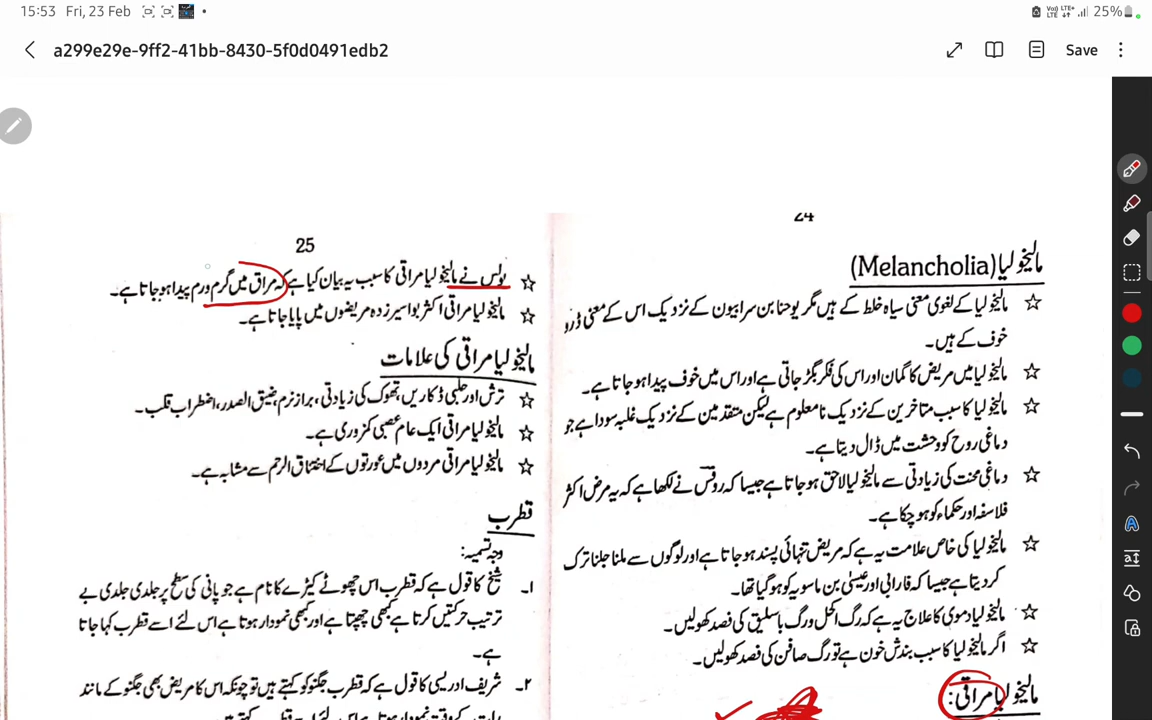 15:53 Fri, 23 Feb
25%
a299e29e-9ff2-41bb-8430-5f0d0491edb2
Save
24
مالیخولیا (Melancholia)
☆ مالیخولیا کے لغوی معنی سیاہ خلط کے ہیں مگر یوحنا بن سرابیون کے نزدیک اس کے معنی ڈر و
خوف کے ہیں۔
☆ مالیخولیا میں مریض کا گمان اور اس کی فکر بگڑ جاتی ہے اور اس میں خوف پیدا ہو جاتا ہے۔
☆ مالیخولیا کا سبب متاخرین کے نزدیک نامعلوم ہے لیکن متقدمین کے نزدیک غلبہ سودا ہے جو
دماغی روح کو وحشت میں ڈال دیتا ہے۔
☆ دماغی محنت کی زیادتی سے مالیخولیا لاحق ہو جاتا ہے جیسا کہ روفس نے لکھا ہے کہ یہ مرض اکثر
فلاسفہ اور حکماء کو ہو چکا ہے۔
☆ مالیخولیا کی خاص علامت یہ ہے کہ مریض تنہائی پسند ہو جاتا ہے اور لوگوں سے ملنا جلنا ترک
کر دیتا ہے جیسا کہ فارابی اور عیسیٰ بن ماسویہ کو ہو گیا تھا۔
☆ مالیخولیا دموی کا علاج یہ ہے کہ رگ اکحل و رگ باسلیق کی فصد کھولیں۔
☆ اگر مالیخولیا کا سبب بندش خون ہے تو رگ صافن کی فصد کھولیں۔
مالیخولیا مراقی:
25
☆ بولس نے مالیخولیا مراقی کا سبب یہ بیان کیا ہے کہ مراق میں گرم ورم پیدا ہو جاتا ہے۔
☆ مالیخولیا مراقی اکثر بواسیر زدہ مریضوں میں پایا جاتا ہے۔
مالیخولیا مراقی کی علامات
☆ ترش اور جلی ڈکاریں، تھوک کی زیادتی، براز نرم، ضیق الصدر، اضطراب قلب۔
☆ مالیخولیا مراقی ایک عام عصبی کمزوری ہے۔
☆ مالیخولیا مراقی مردوں میں عورتوں کے اختناق الرحم سے مشابہ ہے۔
قطرب
وجہ تسمیہ:
۱۔ شیخ کا قول ہے کہ قطرب اس چھوٹے کیڑے کا نام ہے جو پانی کی سطح پر جلدی جلدی بے
ترتیب حرکتیں کرتا ہے کبھی چھپتا ہے اور کبھی نمودار ہوتا ہے اس لئے اسے قطرب کہا جاتا
ہے۔
۲۔ شریف ادریسی کا قول ہے کہ قطرب جگنو کو کہتے ہیں تو چونکہ اس کا مریض بھی جگنو کے مانند